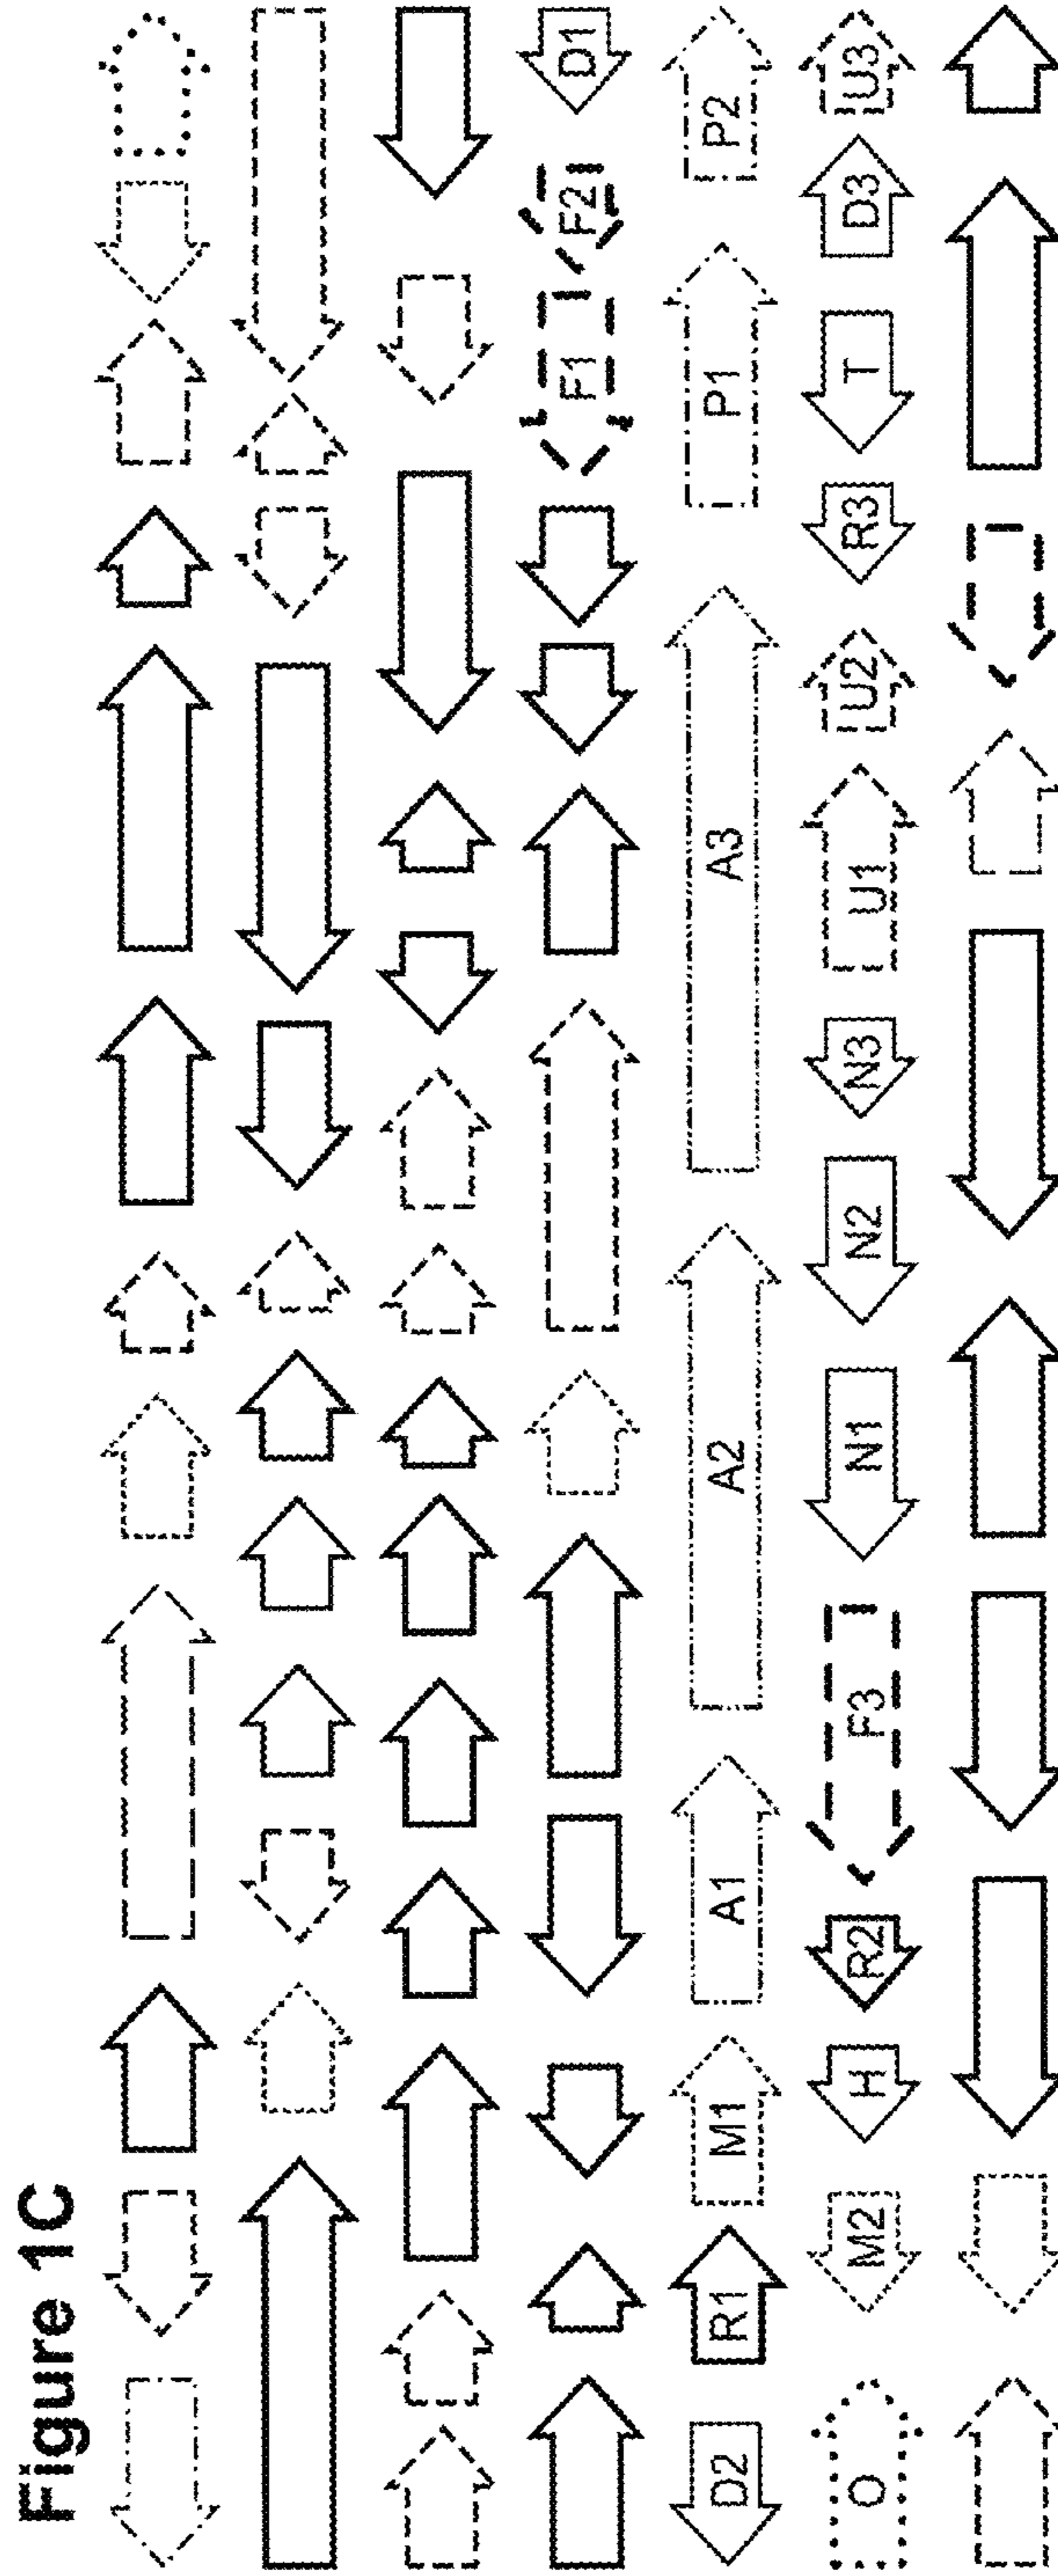 Figure 1C
F1 F2 D1
D2 R1 M1 A1 A2 A3 P1 P2
O M2 H R2 F3 N1 N2 N3 U1 U2 R3 T D3 U3